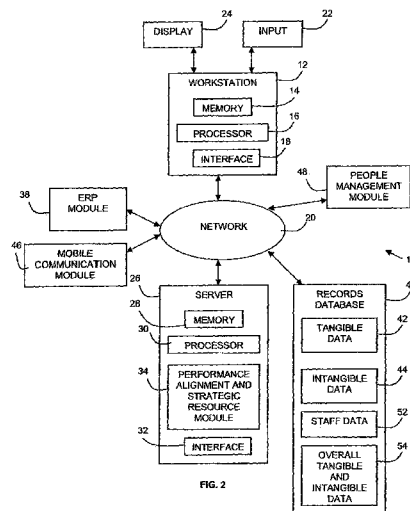 24
22
DISPLAY
INPUT
12
WORKSTATION
14
MEMORY
16
PROCESSOR
18
INTERFACE
48
PEOPLE
MANAGEMENT
MODULE
38
ERP
MODULE
NETWORK
20
46
MOBILE
COMMUNICATION
MODULE
1
26
SERVER
28
MEMORY
30
PROCESSOR
34
PERFORMANCE
ALIGNMENT AND
STRATEGIC
RESOURCE
MODULE
32
INTERFACE
4
RECORDS
DATABASE
42
TANGIBLE
DATA
44
INTANGIBLE
DATA
52
STAFF DATA
54
OVERALL
TANGIBLE
AND
INTANGIBLE
DATA
FIG. 2